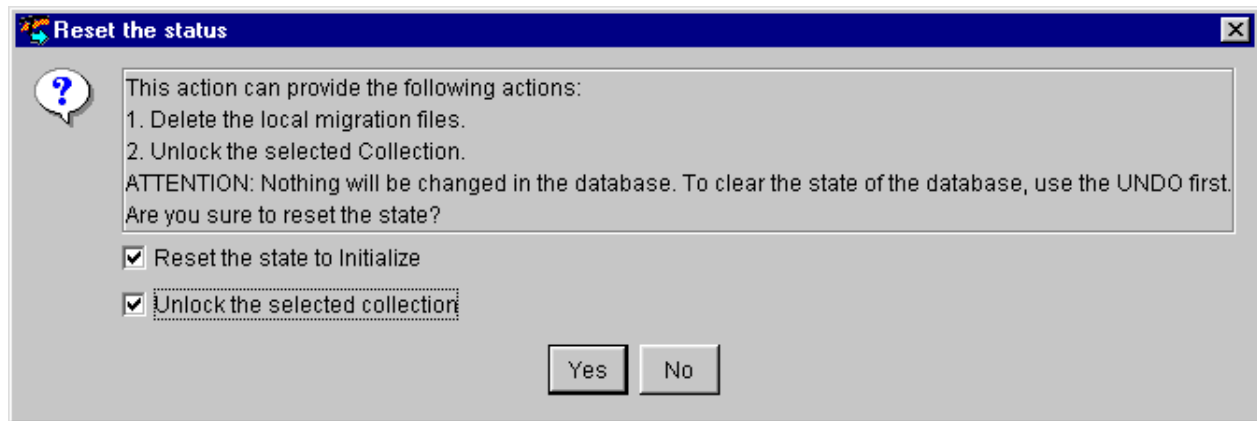 Reset the status
This action can provide the following actions:
1. Delete the local migration files.
2. Unlock the selected Collection.
ATTENTION: Nothing will be changed in the database. To clear the state of the database, use the UNDO first.
Are you sure to reset the state?
Reset the state to Initialize
Unlock the selected collection
Yes No